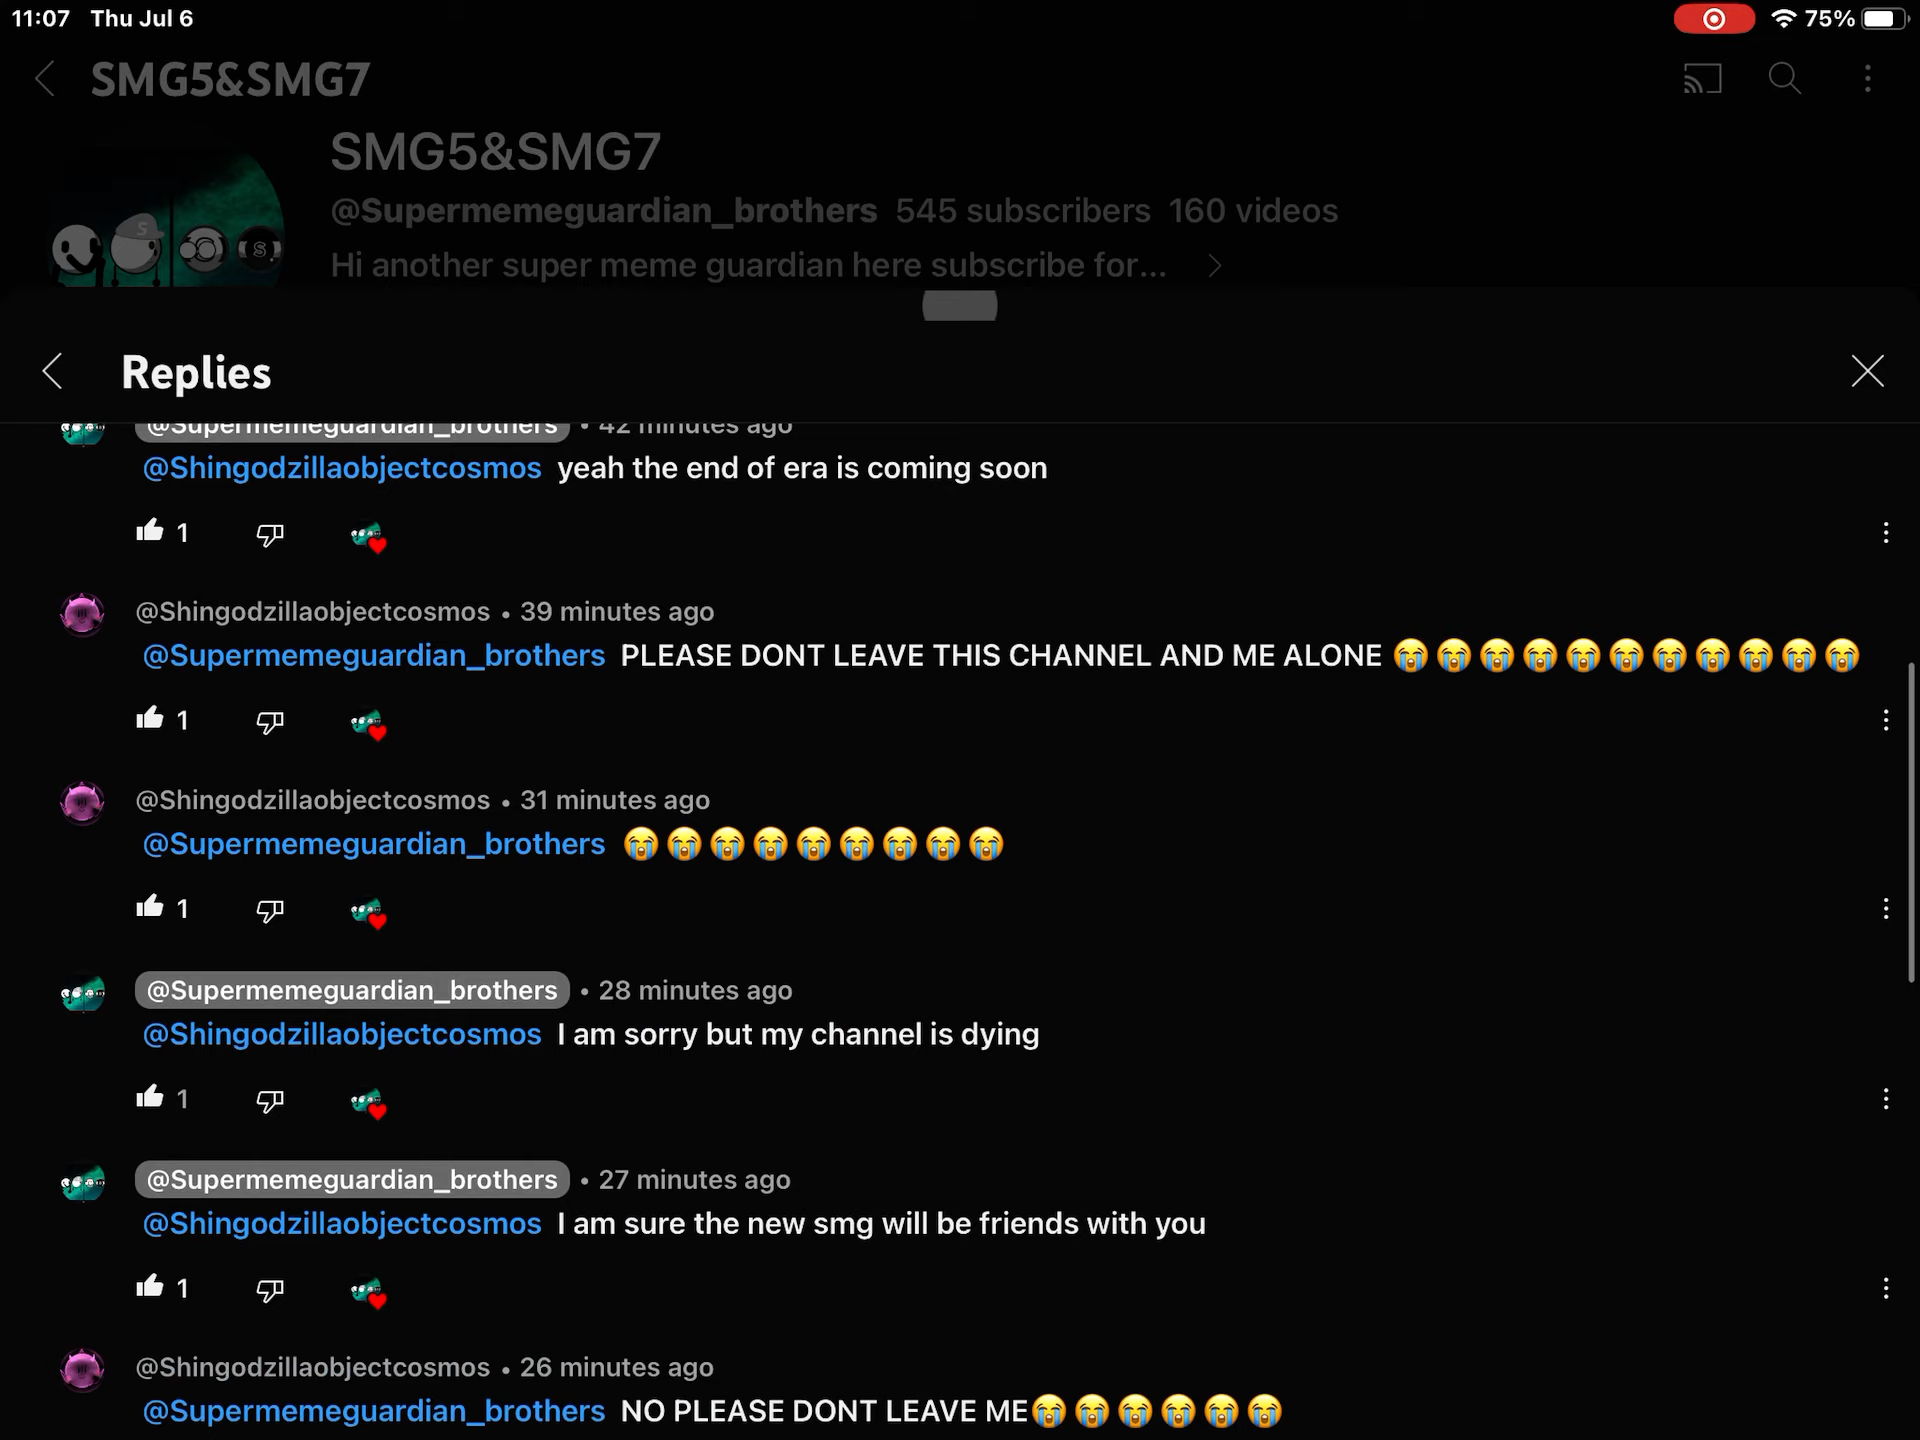 11:07 Thu Jul 6 75%
SMG5&SMG7
SMG5&SMG7
@Supermemeguardian_brothers 545 subscribers 160 videos
Hi another super meme guardian here subscribe for...
Replies
@Supermemeguardian_brothers • 42 minutes ago
@Shingodzillaobjectcosmos yeah the end of era is coming soon
1
@Shingodzillaobjectcosmos • 39 minutes ago
@Supermemeguardian_brothers PLEASE DONT LEAVE THIS CHANNEL AND ME ALONE 😭😭😭😭😭😭😭😭😭😭😭
1
@Shingodzillaobjectcosmos • 31 minutes ago
@Supermemeguardian_brothers 😭😭😭😭😭😭😭😭😭
1
@Supermemeguardian_brothers • 28 minutes ago
@Shingodzillaobjectcosmos I am sorry but my channel is dying
1
@Supermemeguardian_brothers • 27 minutes ago
@Shingodzillaobjectcosmos I am sure the new smg will be friends with you
1
@Shingodzillaobjectcosmos • 26 minutes ago
@Supermemeguardian_brothers NO PLEASE DONT LEAVE ME😭😭😭😭😭😭